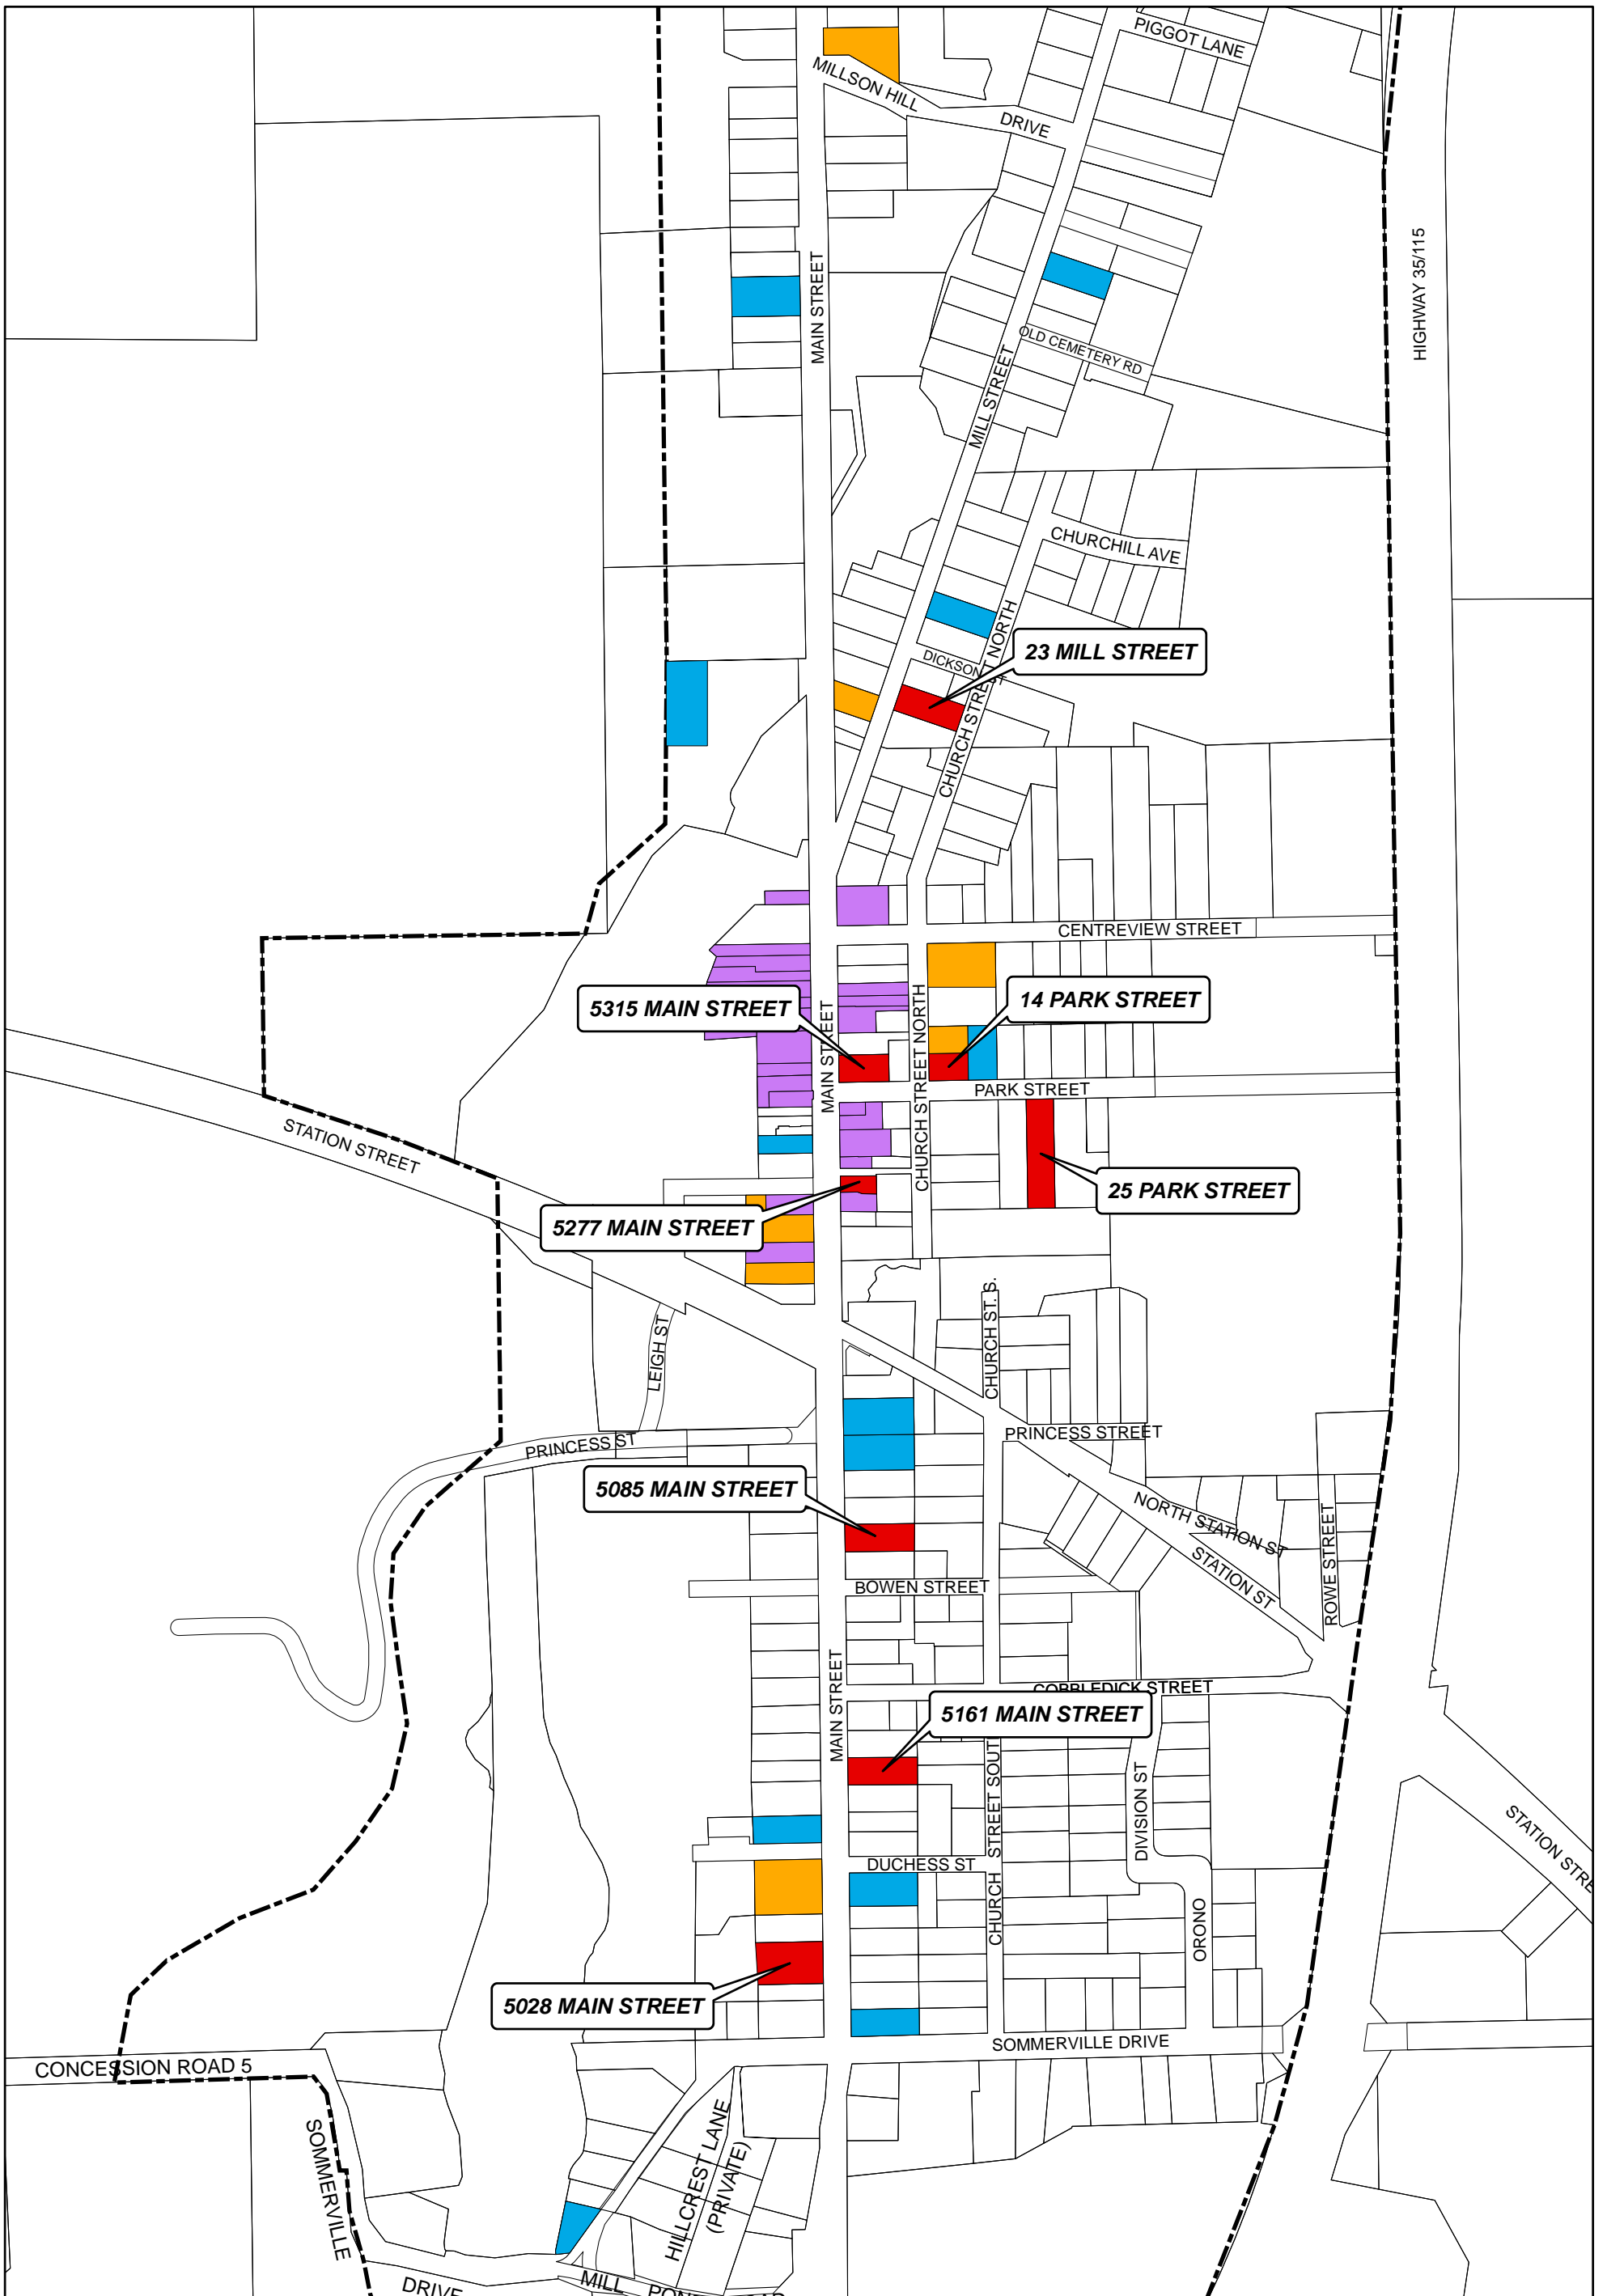 PIGGOT LANE
MILLSON HILL
DRIVE
MAIN STREET
HIGHWAY 35/115
OLD CEMETERY RD
MILL STREET
CHURCHILL AVE
CHURCH STREET NORTH
23 MILL STREET
DICKSON
CENTREVIEW STREET
5315 MAIN STREET
14 PARK STREET
MAIN STREET
CHURCH STREET NORTH
PARK STREET
STATION STREET
25 PARK STREET
5277 MAIN STREET
CHURCH ST. S.
LEIGH ST
PRINCESS STREET
PRINCESS ST
5085 MAIN STREET
NORTH STATION ST
STATION ST
ROWE STREET
BOWEN STREET
MAIN STREET
COBBLEDICK STREET
5161 MAIN STREET
CHURCH STREET SOUT
DIVISION ST
STATION STRE
DUCHESS ST
ORONO
5028 MAIN STREET
SOMMERVILLE DRIVE
CONCESSION ROAD 5
SOMMERVILLE
HILLCREST LANE
(PRIVATE)
DRIVE
MILL